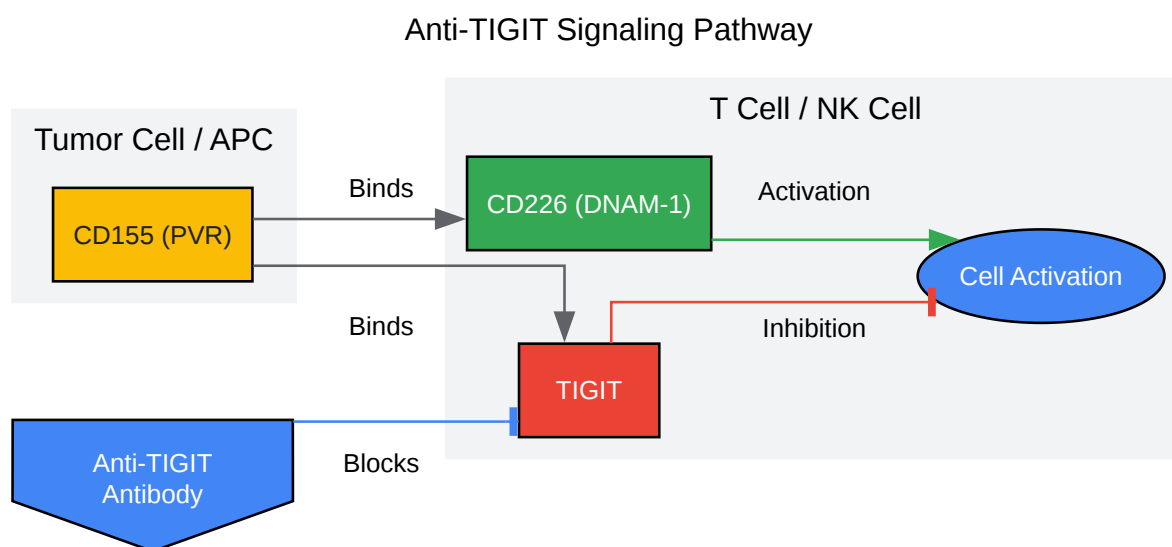 Anti-TIGIT Signaling Pathway
T Cell / NK Cell
Tumor Cell / APC
Binds
CD226 (DNAM-1)
Activation
CD155 (PVR)
Cell Activation
Binds
Inhibition
TIGIT
Blocks
Anti-TIGIT
Antibody